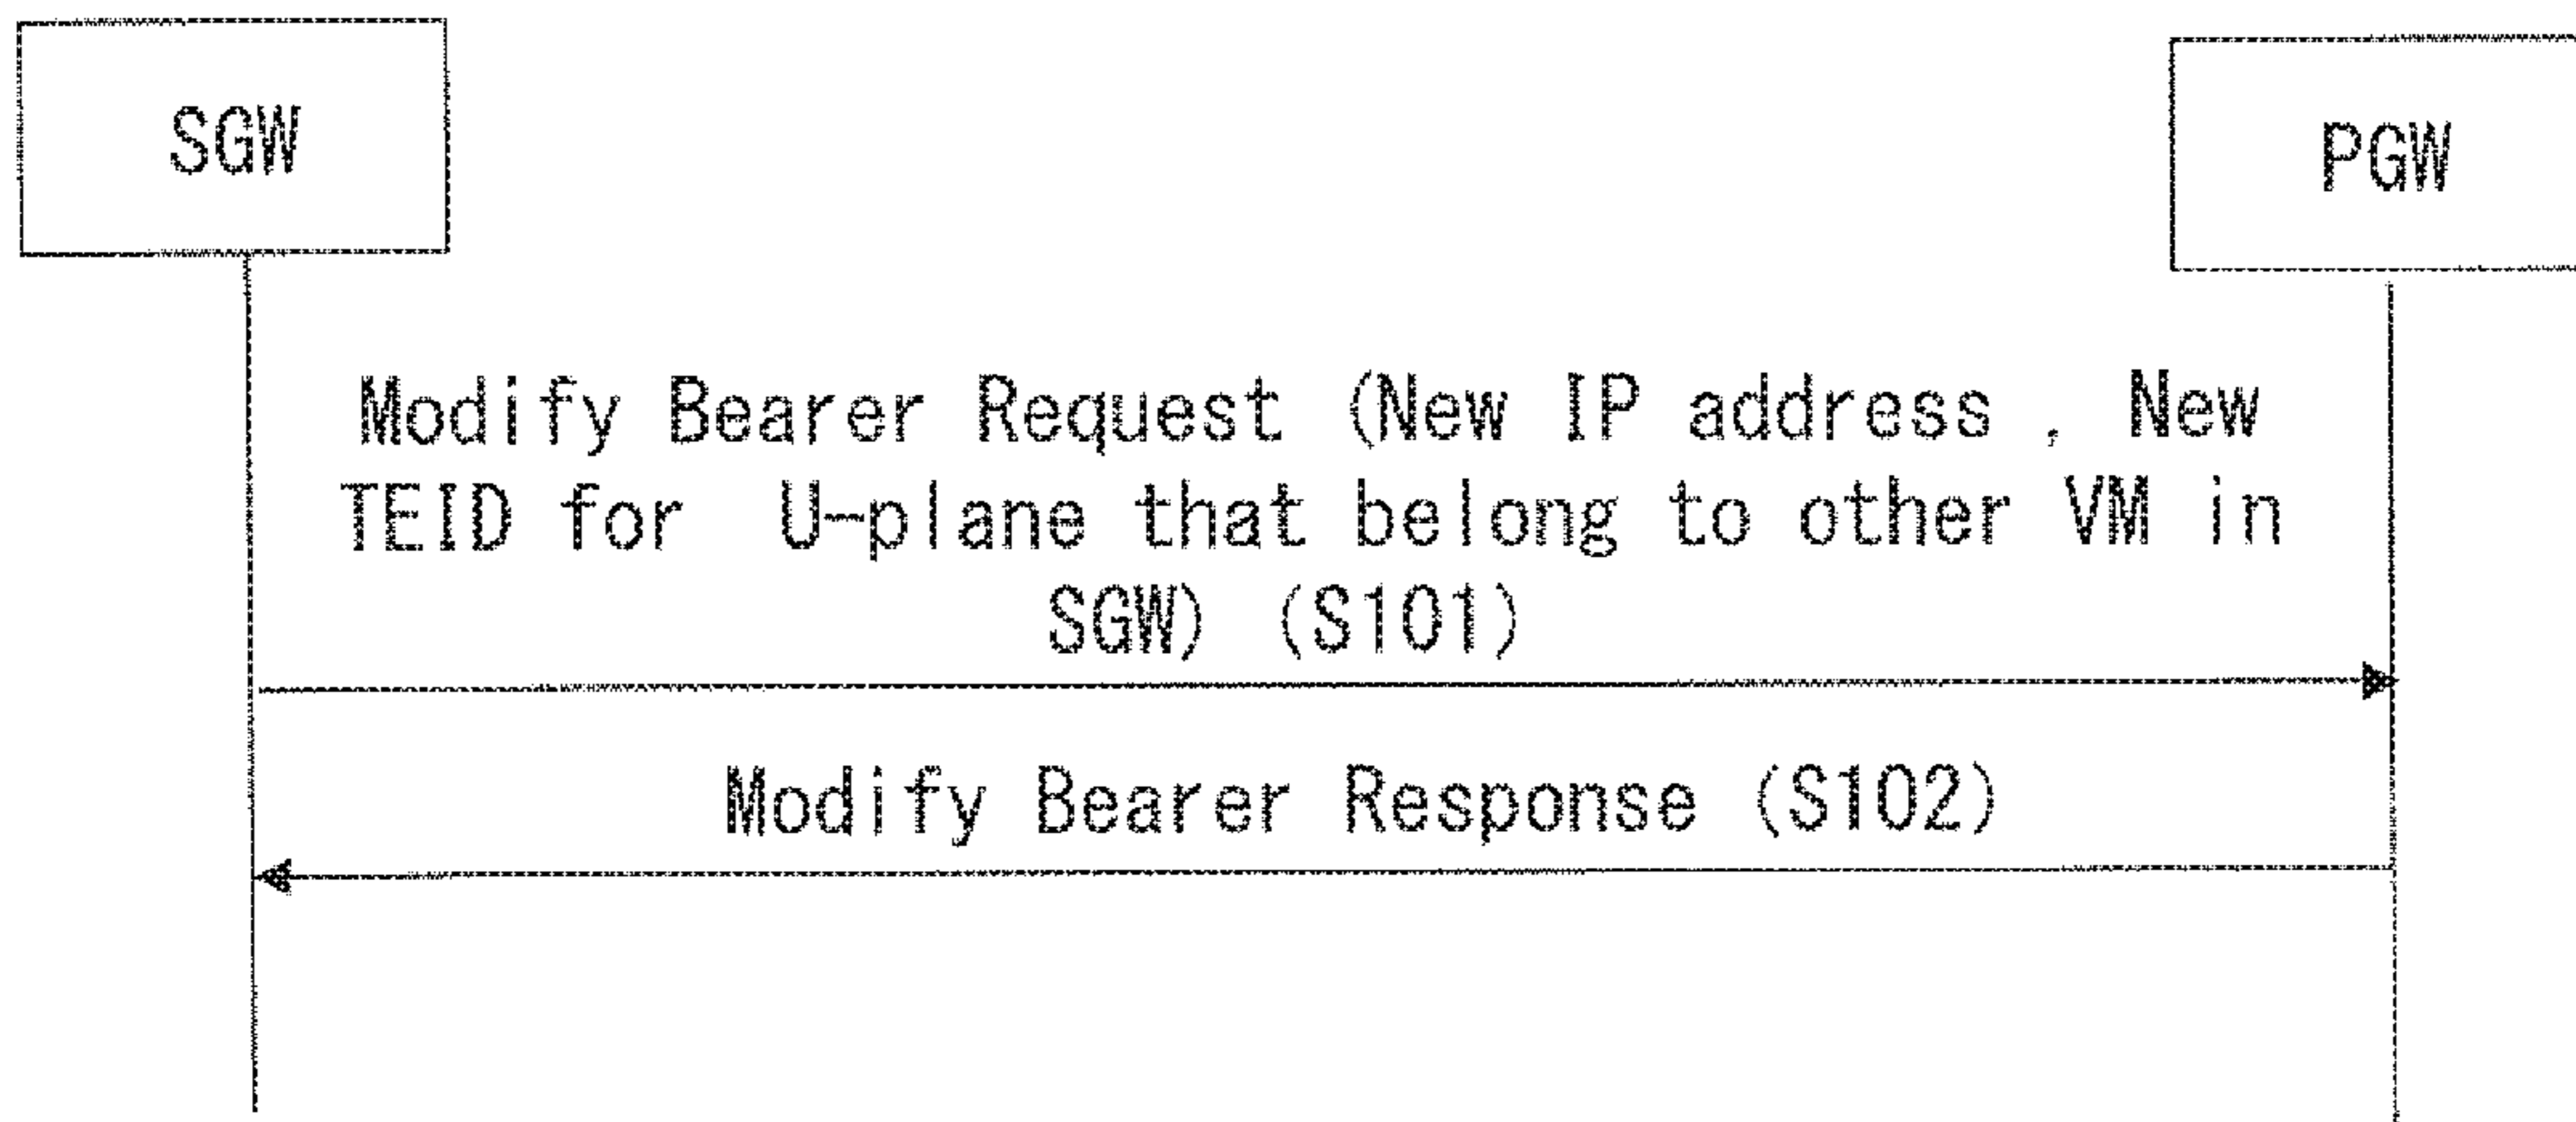 SGW
PGW
Modify Bearer Request (New IP address , New
TEID for U-plane that belong to other VM in
SGW) (S101)
Modify Bearer Response (S102)